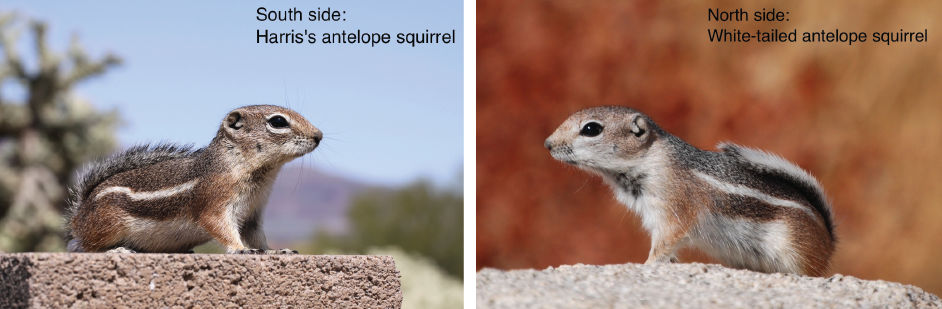 South side:
Harris's antelope squirrel
North side:
White-tailed antelope squirrel